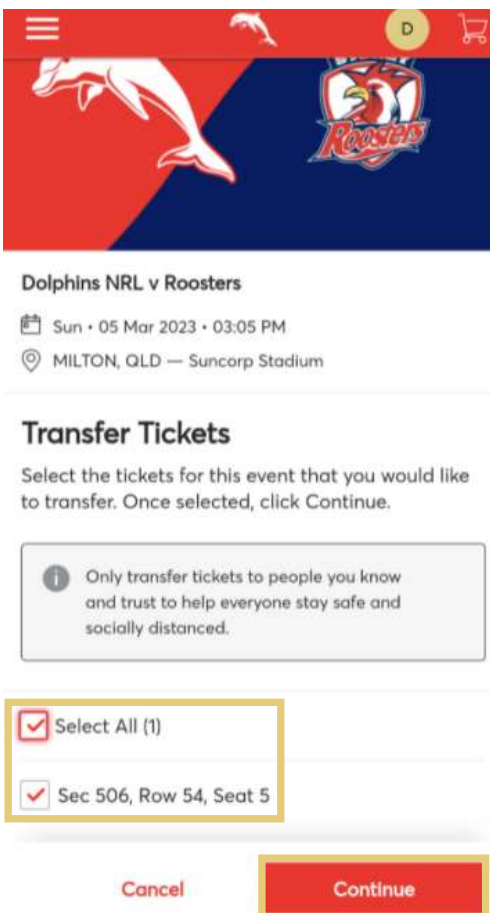 D
Roosters
Dolphins NRL v Roosters
Sun • 05 Mar 2023 • 03:05 PM
MILTON, QLD — Suncorp Stadium
Transfer Tickets
Select the tickets for this event that you would like
to transfer. Once selected, click Continue.
Only transfer tickets to people you know
and trust to help everyone stay safe and
socially distanced.
Select All (1)
Sec 506, Row 54, Seat 5
Cancel
Continue